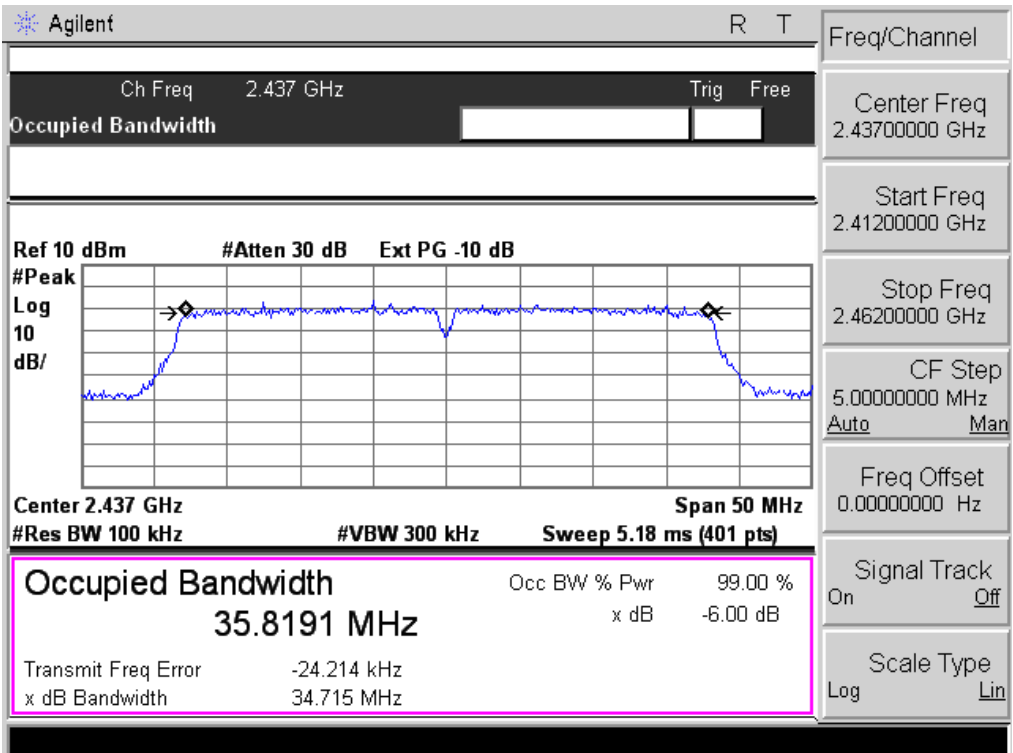 Agilent R T
Ch Freq 2.437 GHz Trig Free
Occupied Bandwidth
Ref 10 dBm #Atten 30 dB Ext PG -10 dB
#Peak
Log
10
dB/
Center 2.437 GHz Span 50 MHz
#Res BW 100 kHz #VBW 300 kHz Sweep 5.18 ms (401 pts)
Occupied Bandwidth Occ BW % Pwr 99.00 %
35.8191 MHz x dB -6.00 dB
Transmit Freq Error -24.214 kHz
x dB Bandwidth 34.715 MHz
Freq/Channel
Center Freq
2.43700000 GHz
Start Freq
2.41200000 GHz
Stop Freq
2.46200000 GHz
CF Step
5.00000000 MHz
Auto Man
Freq Offset
0.00000000 Hz
Signal Track
On Off
Scale Type
Log Lin